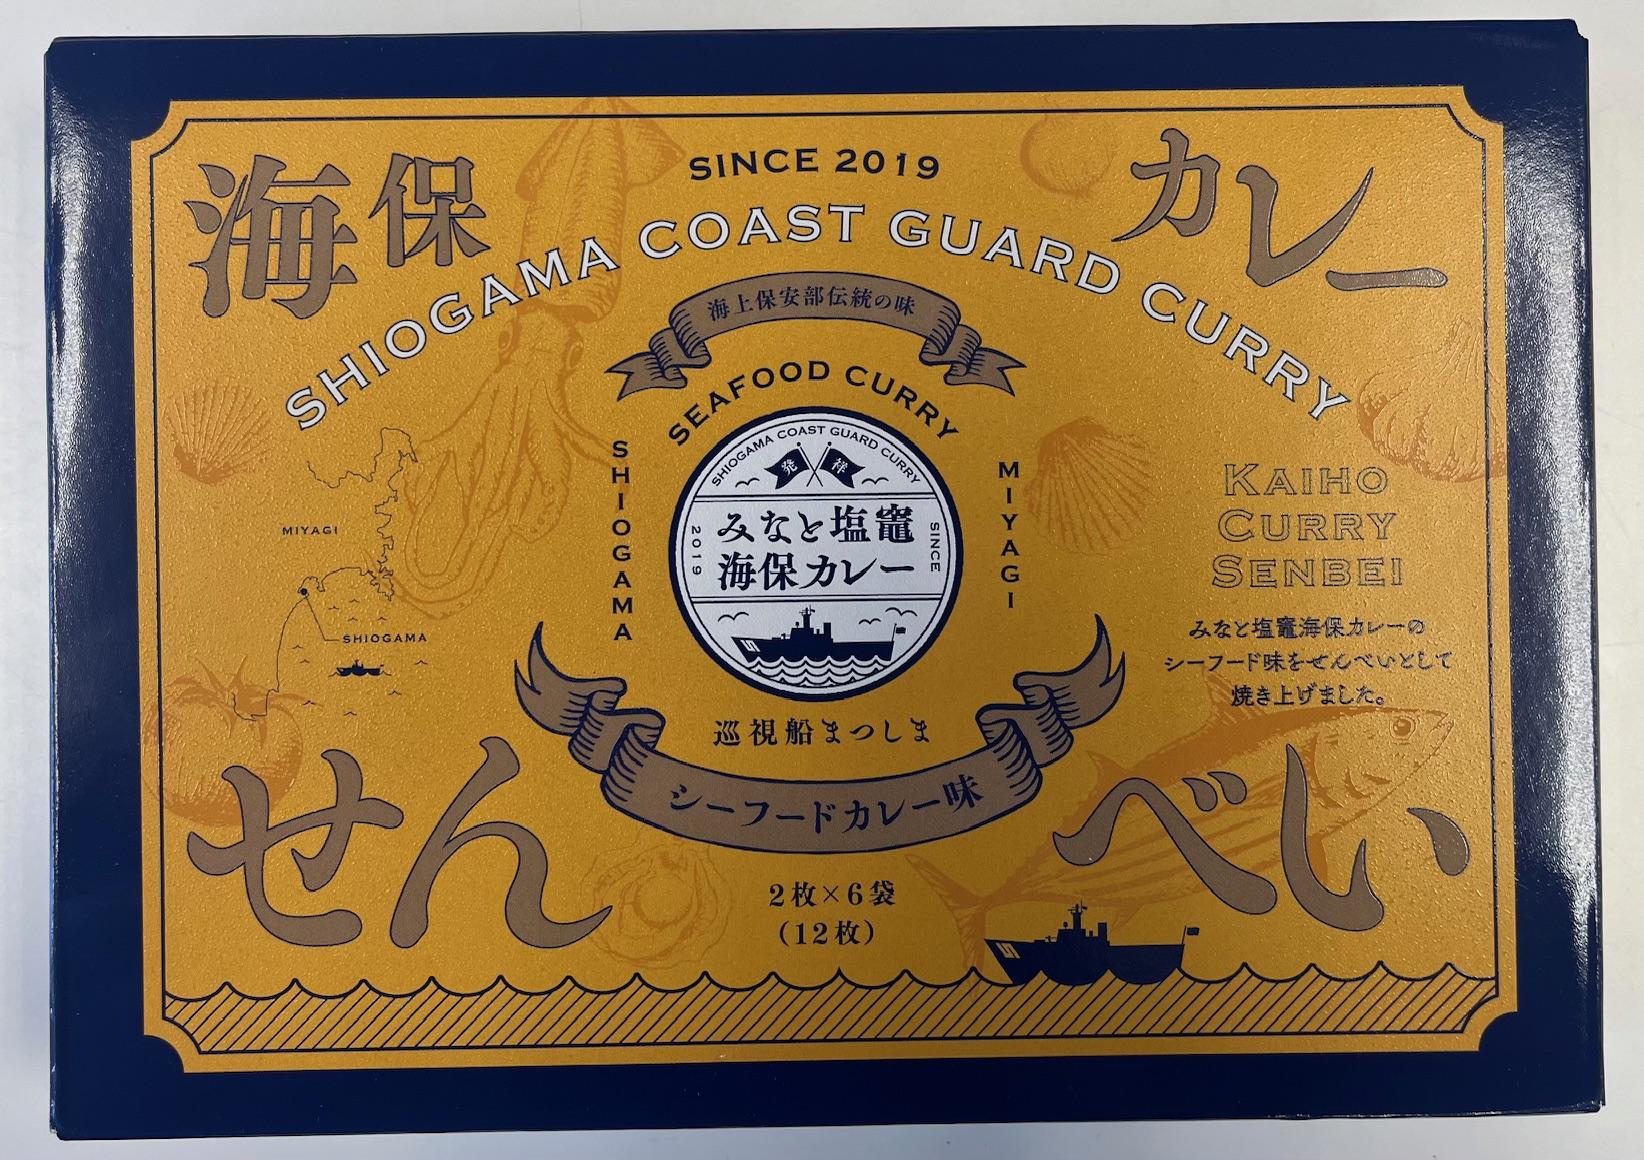 海保
カレー
SINCE 2019
SHIOGAMA COAST GUARD CURRY
海上保安部伝統の味
SEAFOOD CURRY
SHIOGAMA
MIYAGI
SHIOGAMA COAST GUARD CURRY
発祥
みなと塩竈
海保カレー
2019
SINCE
MIYAGI
SHIOGAMA
KAIHO
CURRY
SENBEI
みなと塩竈海保カレーの
シーフード味をせんべいとして
焼き上げました。
巡視船まつしま
シーフードカレー味
せんべい
2枚×6袋
(12枚)